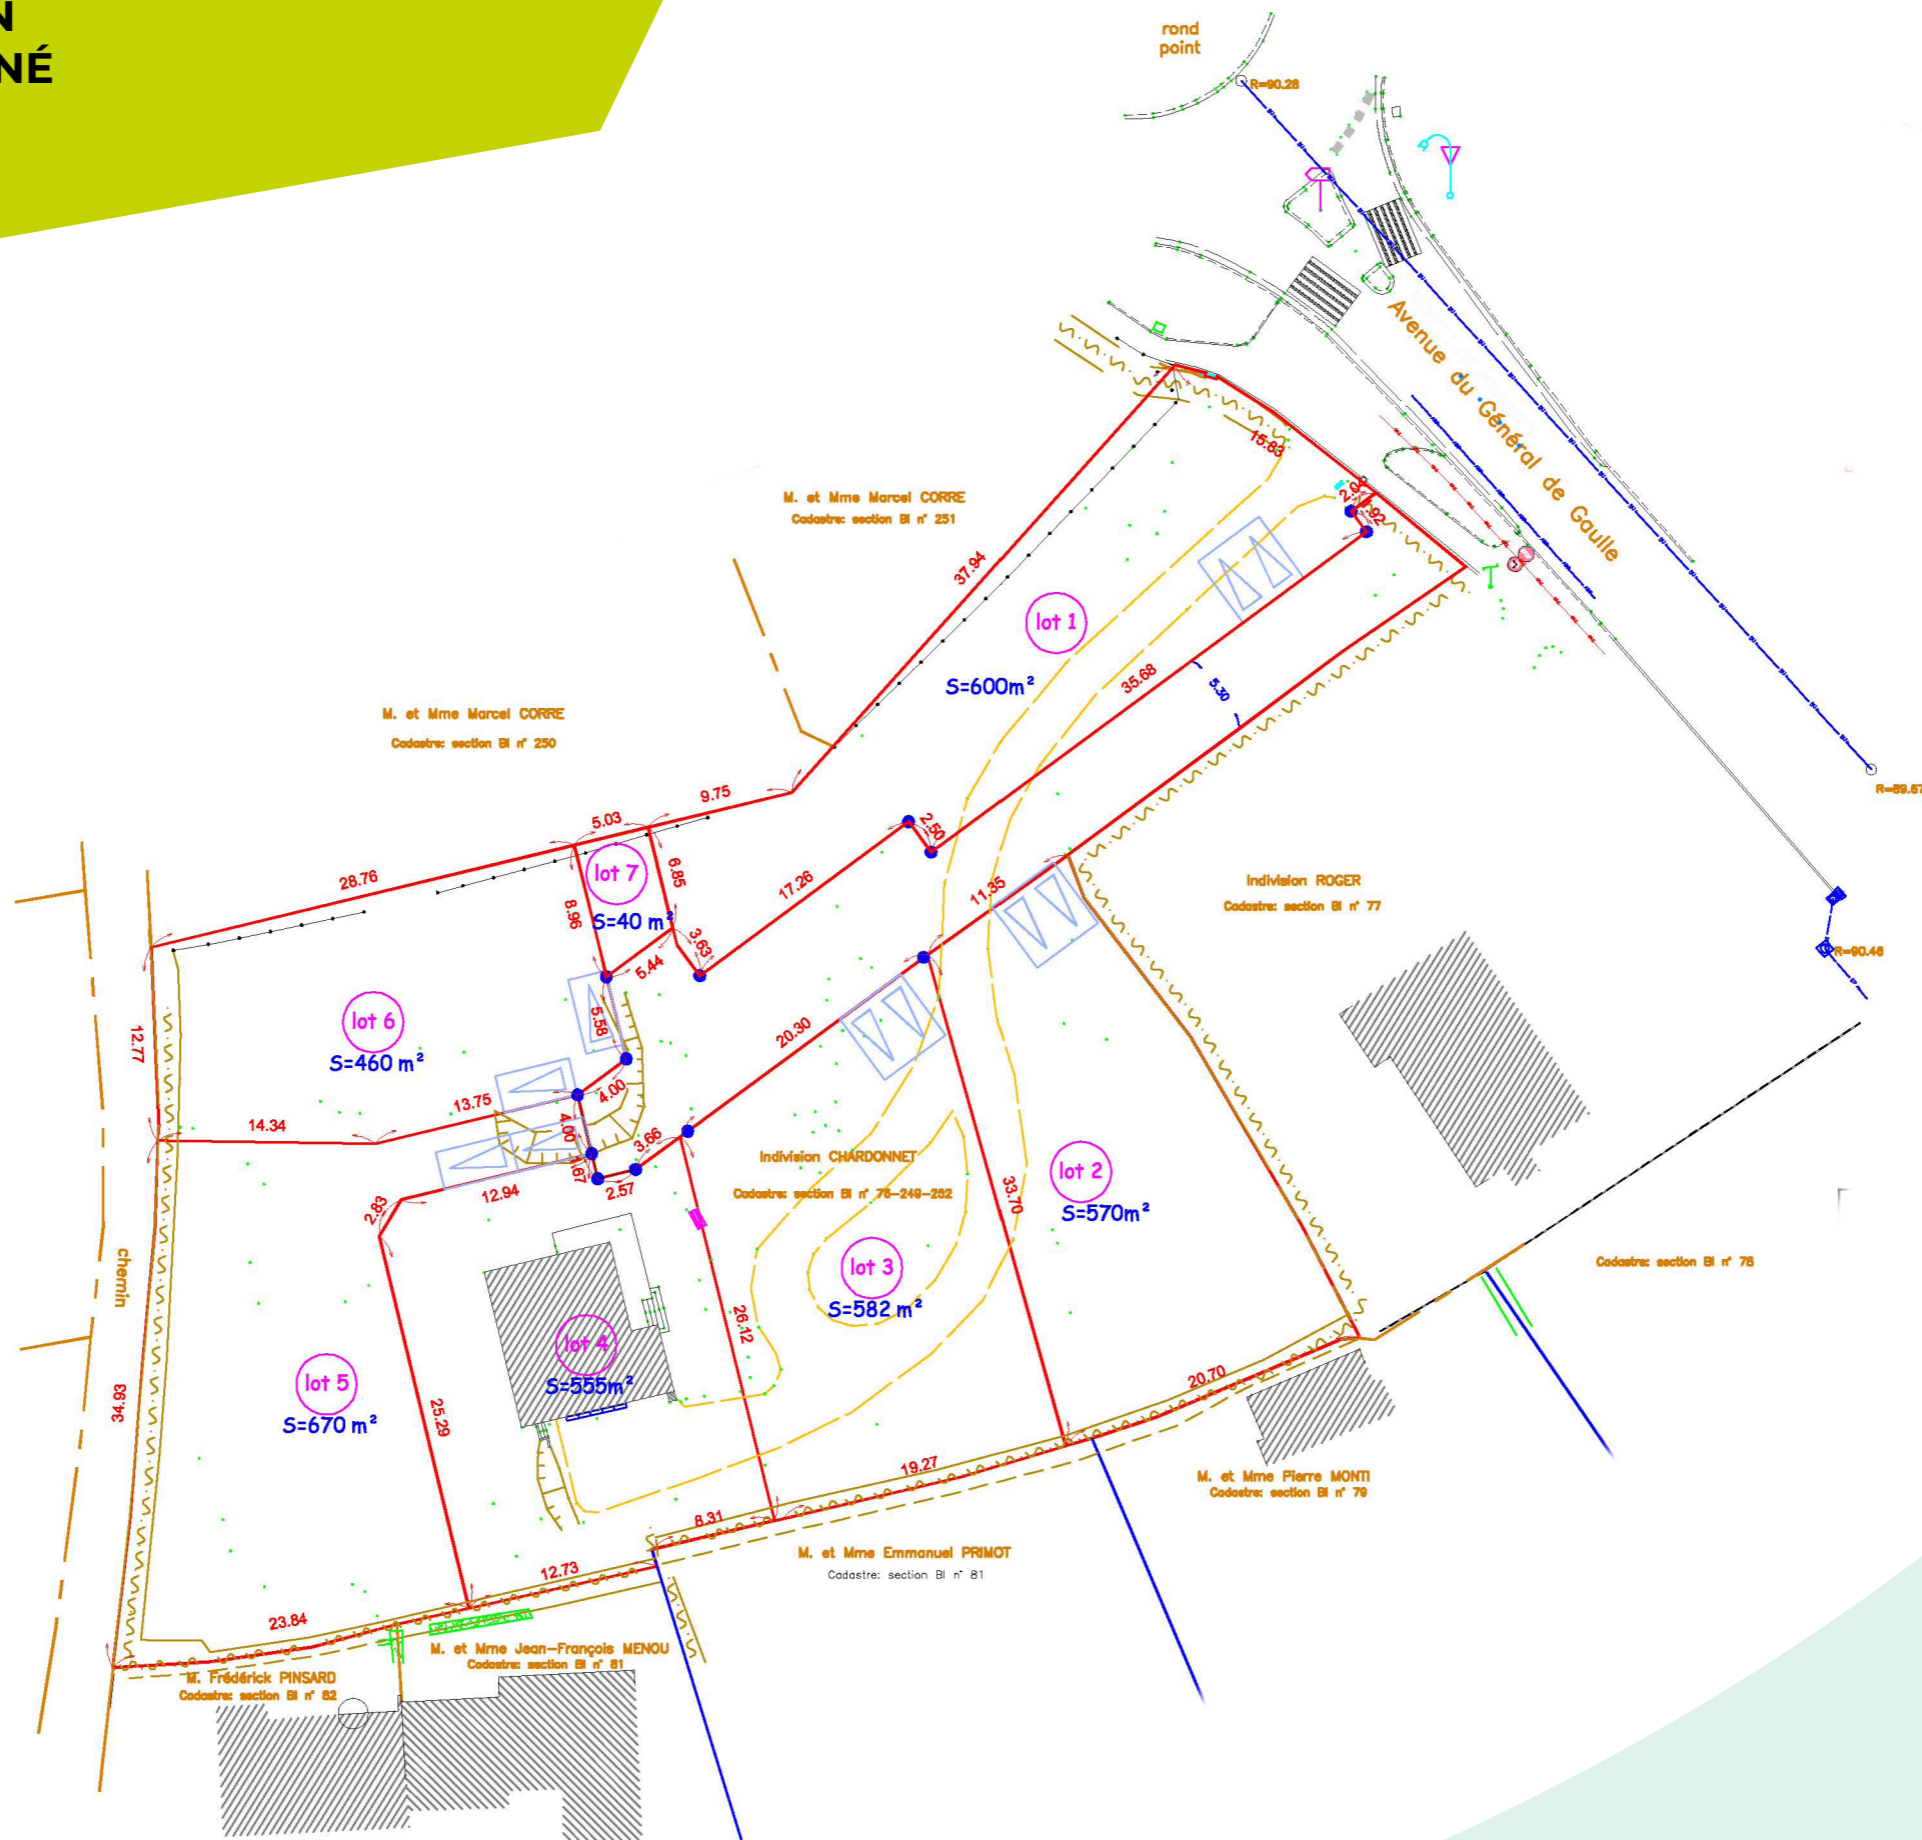 N
NÉ
rond
point
R=90.28
Avenue du Général de Gaulle
15.83
M. et Mme Marcel CORRE
Cadastre: section BI n° 251
37.94
lot 1
S=600m²
35.68
5.30
M. et Mme Marcel CORRE
Cadastre: section BI n° 250
R=89.67
9.75
5.03
2.50
lot 7
6.85
28.76
17.26
11.35
Indivision ROGER
Cadastre: section BI n° 77
8.96
S=40 m²
3.63
5.44
R=90.46
lot 6
S=460 m²
5.58
12.77
20.30
4.00
13.75
14.34
4.00
3.66
Indivision CHARDONNET
Cadastre: section BI n° 76-249-252
2.57
12.94
2.83
33.70
lot 2
S=570m²
chemin
lot 3
S=582 m²
Cadastre: section BI n° 78
26.12
lot 4
S=555m²
lot 5
S=670 m²
34.93
25.29
20.70
19.27
M. et Mme Pierre MONTI
Cadastre: section BI n° 79
8.31
M. et Mme Emmanuel PRIMOT
Cadastre: section BI n° 81
12.73
23.84
M. et Mme Jean-François MENOU
Cadastre: section BI n° 81
M. Frédérick PINSARD
Cadastre: section BI n° 82